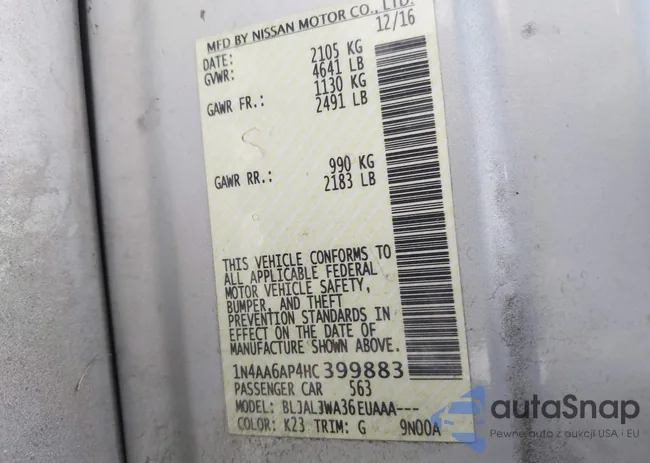 MFD BY NISSAN MOTOR CO., LTD.
DATE: 12/16
GVWR: 2105 KG
4641 LB
GAWR FR.: 1130 KG
2491 LB
GAWR RR.: 990 KG
2183 LB
THIS VEHICLE CONFORMS TO
ALL APPLICABLE FEDERAL
MOTOR VEHICLE SAFETY,
BUMPER, AND THEFT
PREVENTION STANDARDS IN
EFFECT ON THE DATE OF
MANUFACTURE SHOWN ABOVE.
1N4AA6AP4HC399883
PASSENGER CAR 563
MODEL: BLJALJWA36EUAAA---
COLOR: K23 TRIM: G 9N00A
autoSnap
Pewne auto z aukcji USA i EU